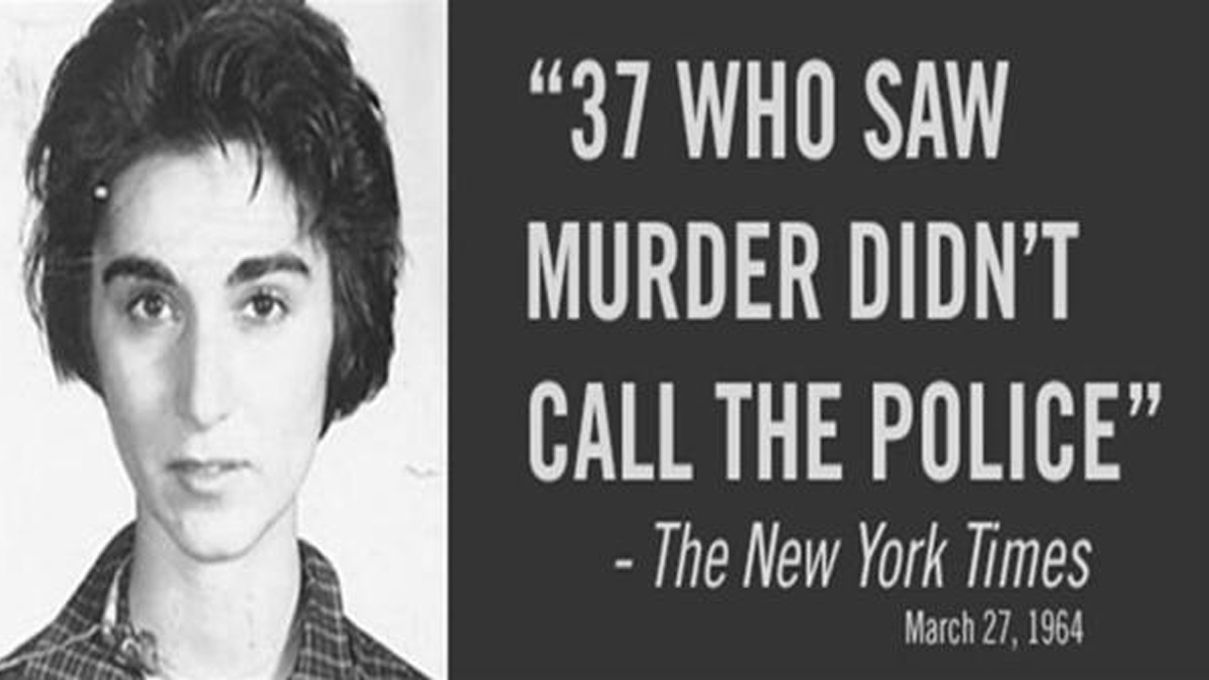 “37 WHO SAW
MURDER DIDN’T
CALL THE POLICE”
- The New York Times
March 27, 1964